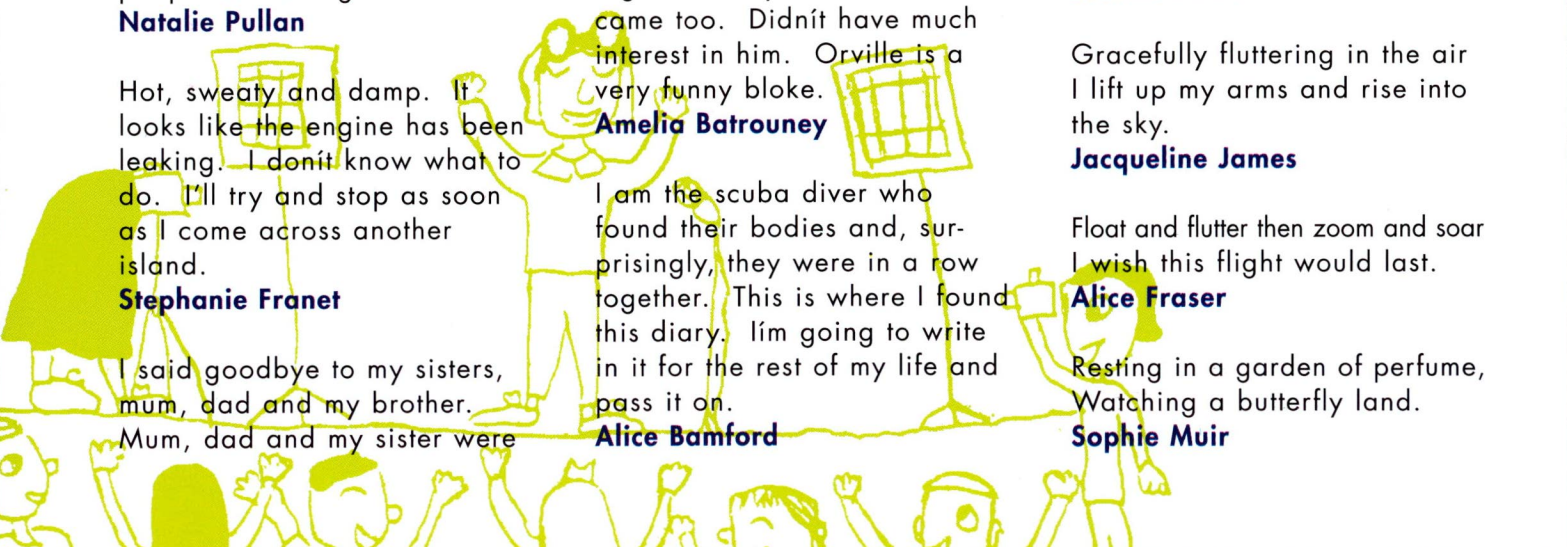 Natalie Pullan
Hot, sweaty and damp. It
looks like the engine has been
leaking. I donít know what to
do. I'll try and stop as soon
as I come across another
island.
Stephanie Franet
I said goodbye to my sisters,
mum, dad and my brother.
Mum, dad and my sister were
came too. Didnít have much
interest in him. Orville is a
very funny bloke.
Amelia Batrouney
I am the scuba diver who
found their bodies and, sur-
prisingly, they were in a row
together. This is where I found
this diary. Iím going to write
in it for the rest of my life and
pass it on.
Alice Bamford
Gracefully fluttering in the air
I lift up my arms and rise into
the sky.
Jacqueline James
Float and flutter then zoom and soar
I wish this flight would last.
Alice Fraser
Resting in a garden of perfume,
Watching a butterfly land.
Sophie Muir